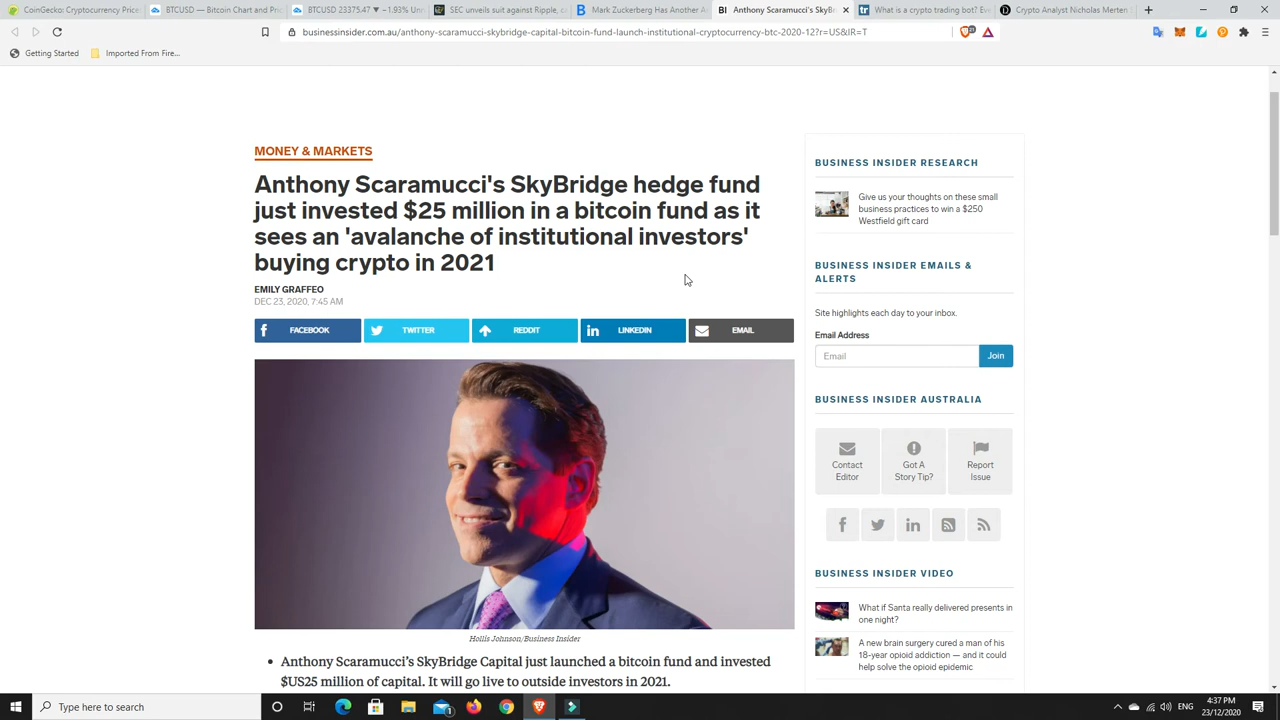 CoinGecko: Cryptocurrency Price
BTCUSD — Bitcoin Chart and Pri
BTCUSD 23375.47 ▼ −1.93% Unn
SEC unveils suit against Ripple, c
Mark Zuckerberg Has Another A
BI Anthony Scaramucci's SkyBri
tr What is a crypto trading bot? Eve
Crypto Analyst Nicholas Merten
businessinsider.com.au/anthony-scaramucci-skybridge-capital-bitcoin-fund-launch-institutional-cryptocurrency-btc-2020-12?r=US&IR=T
Getting Started
Imported From Fire...
MONEY & MARKETS
Anthony Scaramucci's SkyBridge hedge fund
just invested $25 million in a bitcoin fund as it
sees an 'avalanche of institutional investors'
buying crypto in 2021
EMILY GRAFFEO
DEC 23, 2020, 7:45 AM
FACEBOOK
TWITTER
REDDIT
LINKEDIN
EMAIL
Hollis Johnson/Business Insider
• Anthony Scaramucci's SkyBridge Capital just launched a bitcoin fund and invested
$US25 million of capital. It will go live to outside investors in 2021.
BUSINESS INSIDER RESEARCH
Give us your thoughts on these small
business practices to win a $250
Westfield gift card
BUSINESS INSIDER EMAILS &
ALERTS
Site highlights each day to your inbox.
Email Address
Email
Join
BUSINESS INSIDER AUSTRALIA
Contact
Editor
Got A
Story Tip?
Report
Issue
BUSINESS INSIDER VIDEO
What if Santa really delivered presents in
one night?
A new brain surgery cured a man of his
18-year opioid addiction — and it could
help solve the opioid epidemic
Type here to search
ENG
4:37 PM
23/12/2020